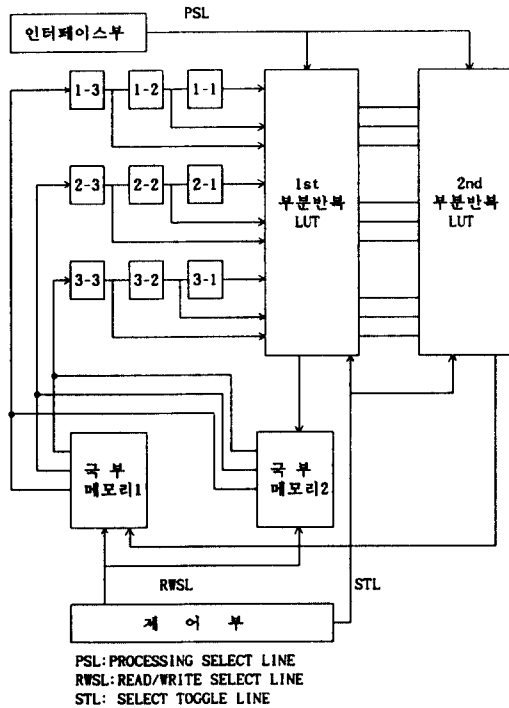 PSL
인터페이스부
1-3 1-2 1-1
2-3 2-2 2-1
3-3 3-2 3-1
1st
부분반복
LUT
2nd
부분반복
LUT
국 부
메모리1
국 부
메모리2
RWSL
STL
제 어 부
PSL:PROCESSING SELECT LINE
RWSL:READ/WRITE SELECT LINE
STL: SELECT TOGGLE LINE